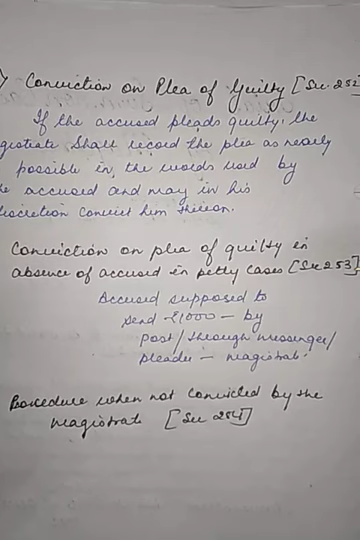 ) Conviction on Plea of Guilty [Sec 252]
If the accused pleads guilty, the
gistrate Shall record the plea as nearly
possible in, the words used by
he accused and may in his
iscretion convict him thereon.
Conviction on plea of guilty in
absence of accused in petty cases [Sec 253]
Accused supposed to
send ₹1000 - by
post/through messenger/
pleader - magistrate.
Procedure when not convicted by the
magistrate [Sec 254]